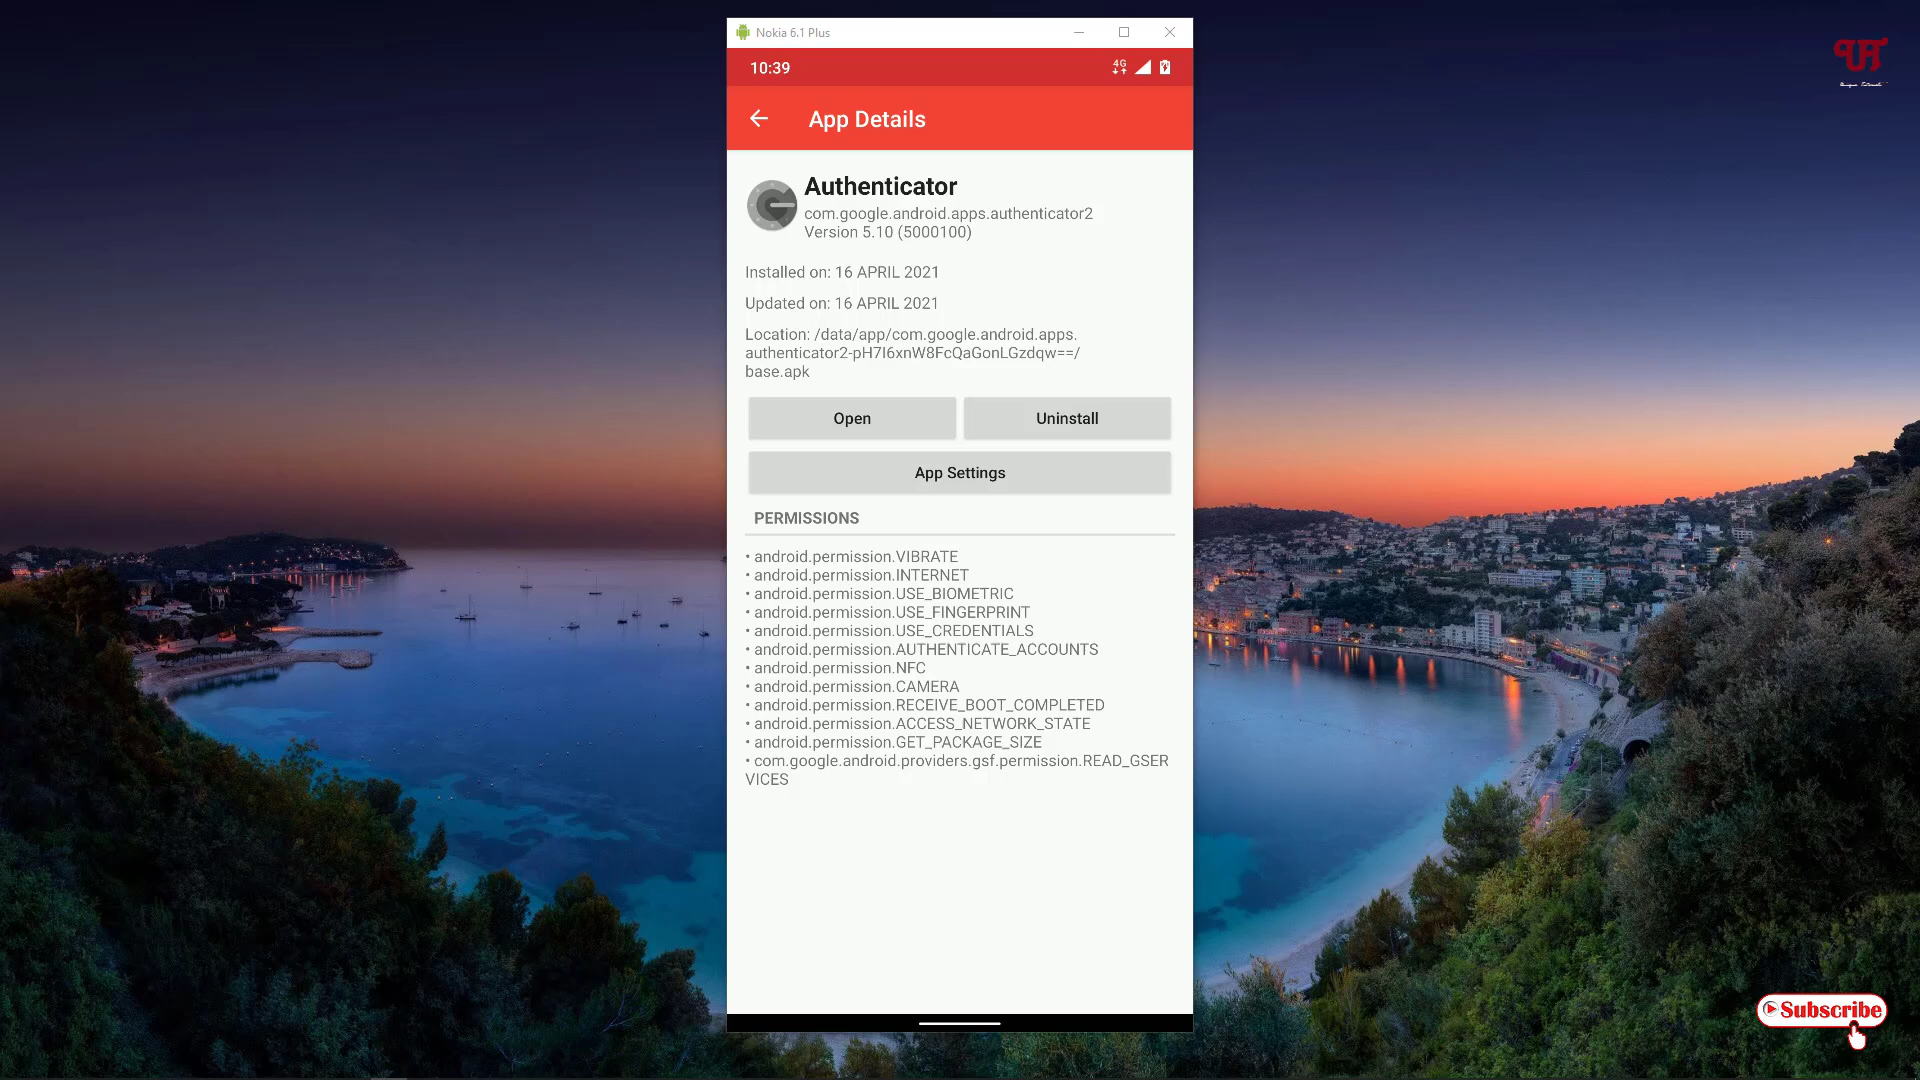 Nokia 6.1 Plus
10:39
4G
App Details
Authenticator
com.google.android.apps.authenticator2
Version 5.10 (5000100)
Installed on: 16 APRIL 2021
Updated on: 16 APRIL 2021
Location: /data/app/com.google.android.apps.
authenticator2-pH7I6xnW8FcQaGonLGzdqw==/
base.apk
Open
Uninstall
App Settings
PERMISSIONS
• android.permission.VIBRATE
• android.permission.INTERNET
• android.permission.USE_BIOMETRIC
• android.permission.USE_FINGERPRINT
• android.permission.USE_CREDENTIALS
• android.permission.AUTHENTICATE_ACCOUNTS
• android.permission.NFC
• android.permission.CAMERA
• android.permission.RECEIVE_BOOT_COMPLETED
• android.permission.ACCESS_NETWORK_STATE
• android.permission.GET_PACKAGE_SIZE
• com.google.android.providers.gsf.permission.READ_GSER
VICES
Subscribe